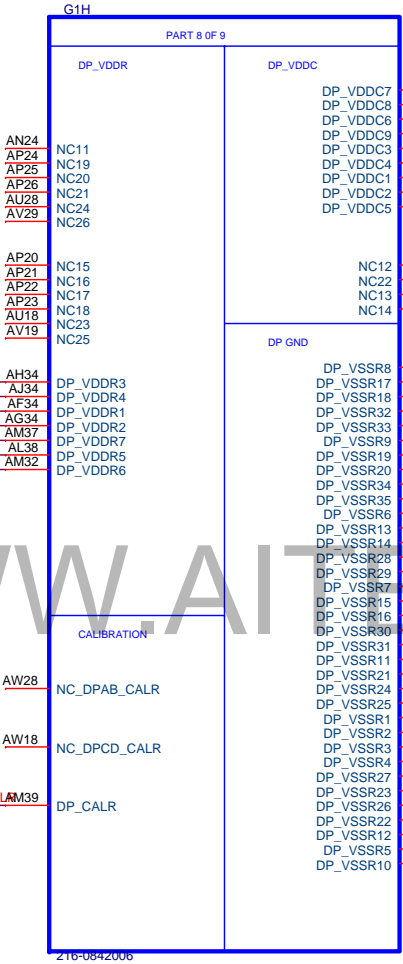 G1H
PART 8 0F 9
DP_VDDR
DP_VDDC
AN24 NC11
AP24 NC19
AP25 NC20
AP26 NC21
AU28 NC24
AV29 NC26
AP20 NC15
AP21 NC16
AP22 NC17
AP23 NC18
AU18 NC23
AV19 NC25
AH34 DP_VDDR3
AJ34 DP_VDDR4
AF34 DP_VDDR1
AG34 DP_VDDR2
AM37 DP_VDDR7
AL38 DP_VDDR5
AM32 DP_VDDR6
CALIBRATION
AW28 NC_DPAB_CALR
AW18 NC_DPCD_CALR
AM39 DP_CALR
DP_VDDC7
DP_VDDC8
DP_VDDC6
DP_VDDC9
DP_VDDC3
DP_VDDC4
DP_VDDC1
DP_VDDC2
DP_VDDC5
NC12
NC22
NC13
NC14
DP GND
DP_VSSR8
DP_VSSR17
DP_VSSR18
DP_VSSR32
DP_VSSR33
DP_VSSR9
DP_VSSR19
DP_VSSR20
DP_VSSR34
DP_VSSR35
DP_VSSR6
DP_VSSR13
DP_VSSR14
DP_VSSR28
DP_VSSR29
DP_VSSR7
DP_VSSR15
DP_VSSR16
DP_VSSR30
DP_VSSR31
DP_VSSR11
DP_VSSR21
DP_VSSR24
DP_VSSR25
DP_VSSR1
DP_VSSR2
DP_VSSR3
DP_VSSR4
DP_VSSR27
DP_VSSR23
DP_VSSR26
DP_VSSR22
DP_VSSR12
DP_VSSR5
DP_VSSR10
W.AITE
216-0842006